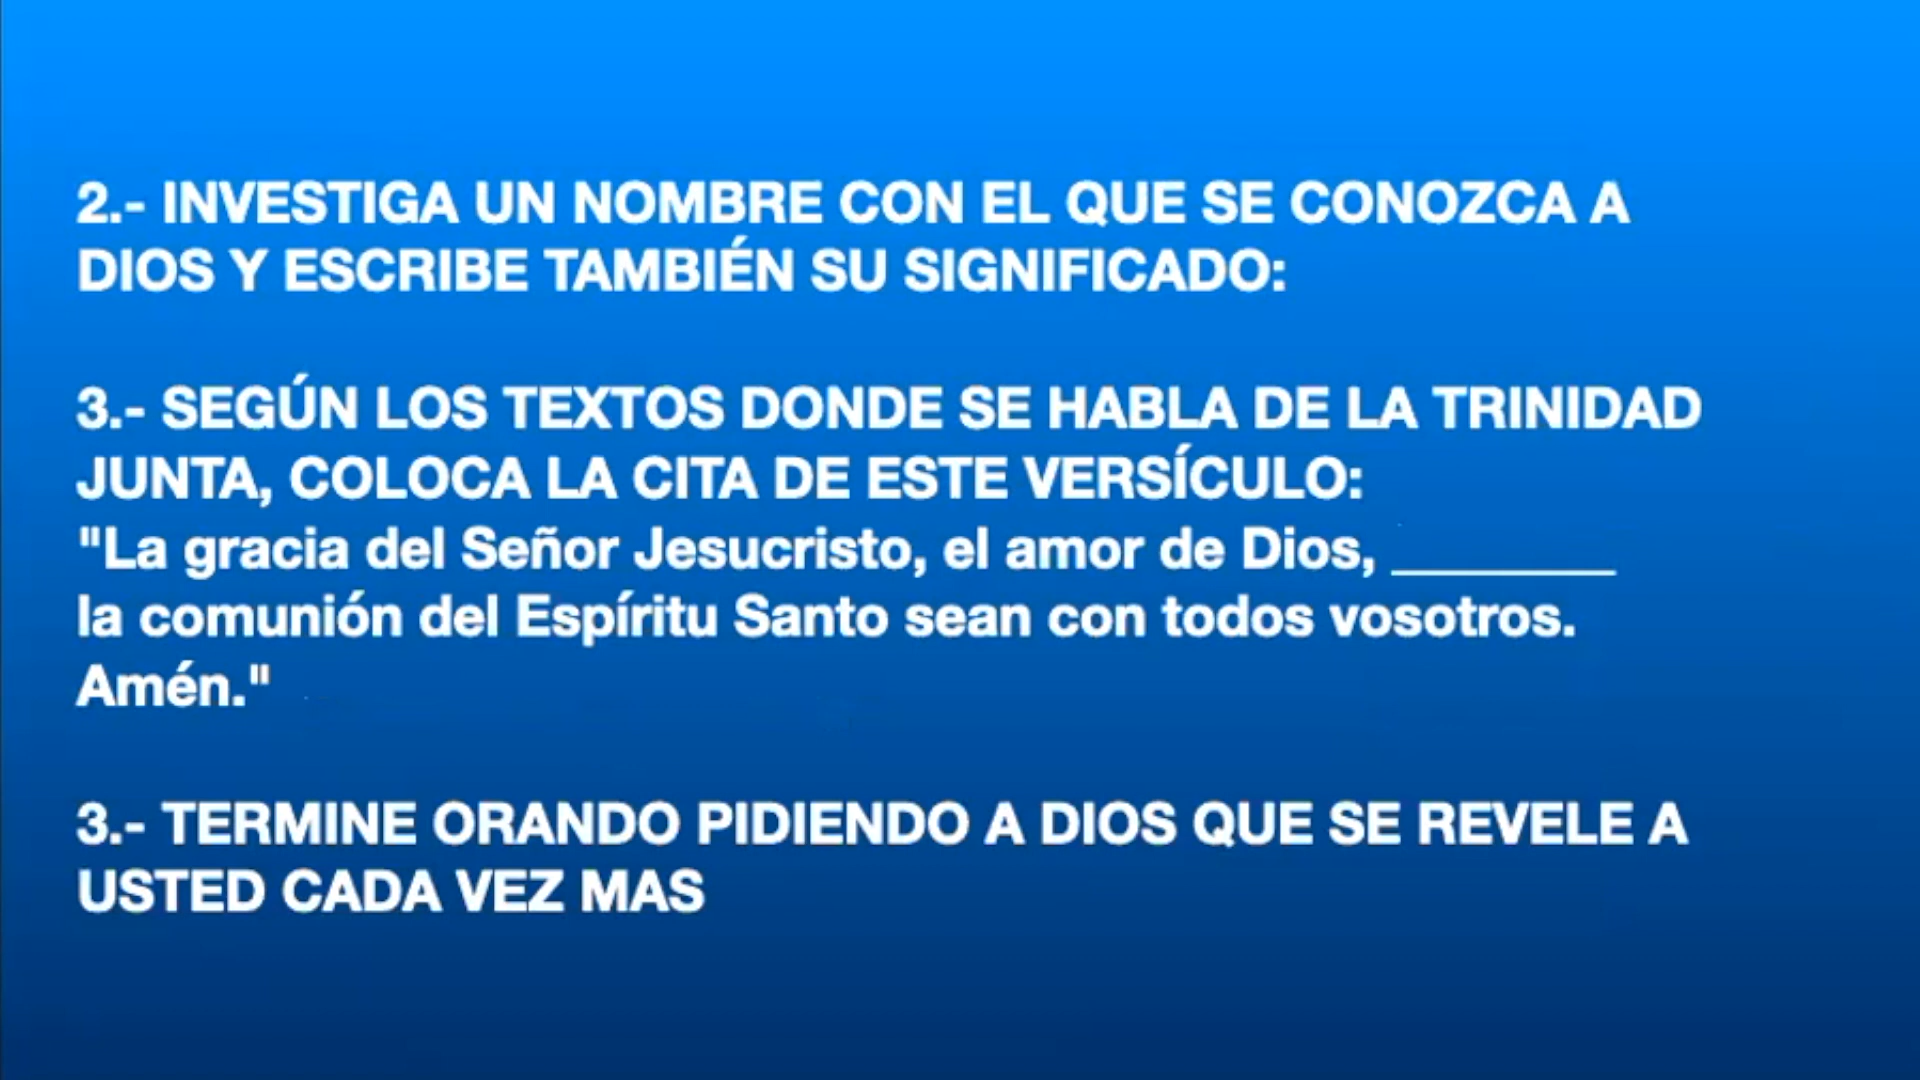 2.- INVESTIGA UN NOMBRE CON EL QUE SE CONOZCA A
DIOS Y ESCRIBE TAMBIÉN SU SIGNIFICADO:
3.- SEGÚN LOS TEXTOS DONDE SE HABLA DE LA TRINIDAD
JUNTA, COLOCA LA CITA DE ESTE VERSÍCULO:
"La gracia del Señor Jesucristo, el amor de Dios, ________
la comunión del Espíritu Santo sean con todos vosotros.
Amén."
3.- TERMINE ORANDO PIDIENDO A DIOS QUE SE REVELE A
USTED CADA VEZ MAS